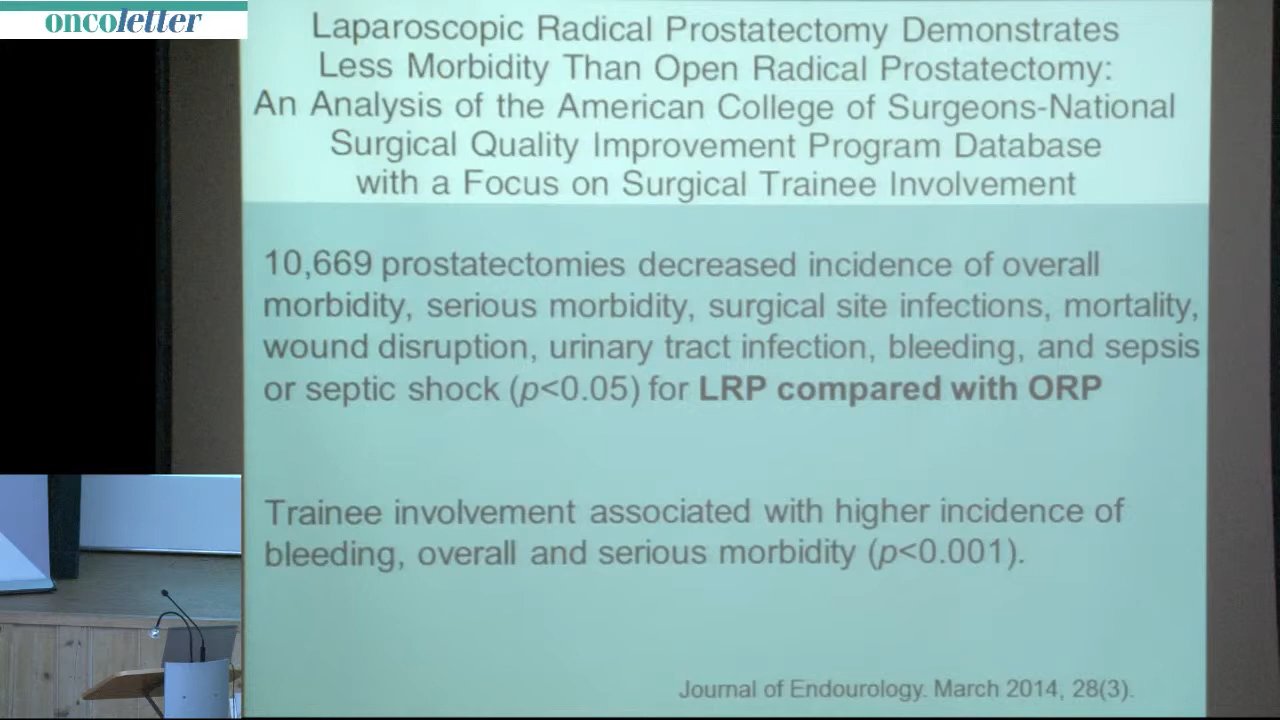 oncoletter
Laparoscopic Radical Prostatectomy Demonstrates
Less Morbidity Than Open Radical Prostatectomy:
An Analysis of the American College of Surgeons-National
Surgical Quality Improvement Program Database
with a Focus on Surgical Trainee Involvement
10,669 prostatectomies decreased incidence of overall
morbidity, serious morbidity, surgical site infections, mortality,
wound disruption, urinary tract infection, bleeding, and sepsis
or septic shock (p<0.05) for LRP compared with ORP
Trainee involvement associated with higher incidence of
bleeding, overall and serious morbidity (p<0.001).
Journal of Endourology. March 2014, 28(3).